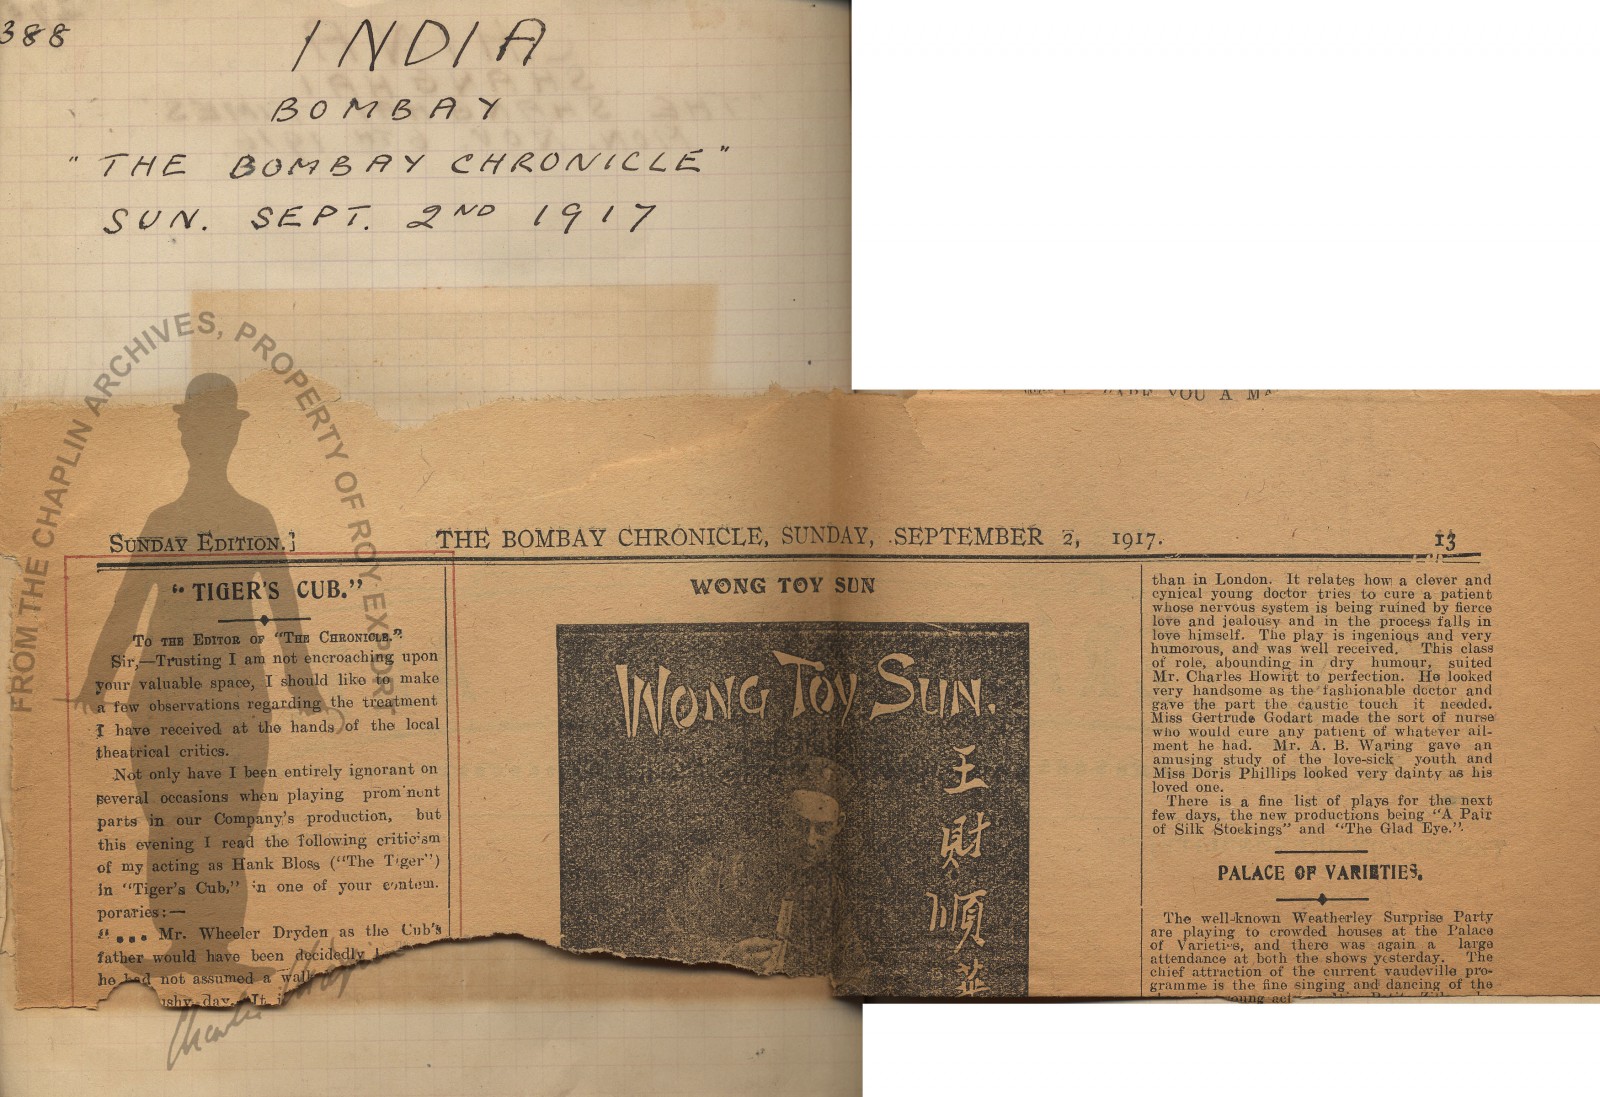 388
INDIA
BOMBAY
"THE BOMBAY CHRONICLE"
SUN. SEPT. 2ND 1917
FROM THE CHAPLIN ARCHIVES, PROPERTY OF ROY EXPORT
YOU A
SUNDAY EDITION.]
THE BOMBAY CHRONICLE, SUNDAY, SEPTEMBER 2, 1917.
13
"TIGER'S CUB."
TO THE EDITOR OF "THE CHRONICLE."
Sir,—Trusting I am not encroaching upon
your valuable space, I should like to make
a few observations regarding the treatment
I have received at the hands of the local
theatrical critics.
Not only have I been entirely ignorant on
several occasions when playing prominent
parts in our Company's production, but
this evening I read the following criticism
of my acting as Hank Bloss ("The Tiger")
in "Tiger's Cub," in one of your contem-
poraries:—
".... Mr. Wheeler Dryden as the Cub's
father would have been decidedly
he had not assumed a
day. It
Charlie Chaplin
WONG TOY SUN
WONG TOY SUN.
王
財
順
than in London. It relates how a clever and
cynical young doctor tries to cure a patient
whose nervous system is being ruined by fierce
love and jealousy and in the process falls in
love himself. The play is ingenious and very
humorous, and was well received. This class
of role, abounding in dry humour, suited
Mr. Charles Howitt to perfection. He looked
very handsome as the fashionable doctor and
gave the part the caustic touch it needed.
Miss Gertrude Godart made the sort of nurse
who would cure any patient of whatever ail-
ment he had. Mr. A. B. Waring gave an
amusing study of the love-sick youth and
Miss Doris Phillips looked very dainty as his
loved one.
There is a fine list of plays for the next
few days, the new productions being "A Pair
of Silk Stockings" and "The Glad Eye."
PALACE OF VARIETIES.
The well-known Weatherley Surprise Party
are playing to crowded houses at the Palace
of Varieties, and there was again a large
attendance at both the shows yesterday. The
chief attraction of the current vaudeville pro-
gramme is the fine singing and dancing of the
young